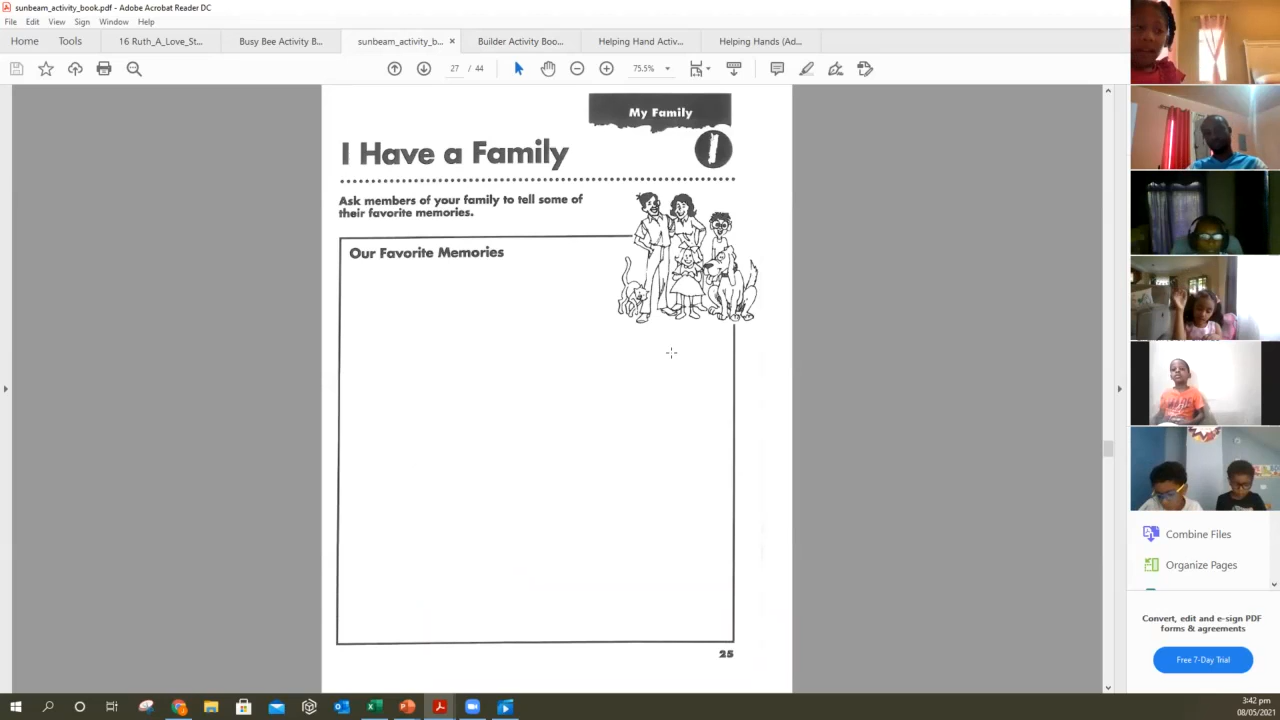 sunbeam_activity_book.pdf - Adobe Acrobat Reader DC
File Edit View Sign Window Help
Home Tools 16 Ruth_A_Love_St... Busy Bee Activity B... sunbeam_activity_b... Builder Activity Boo... Helping Hand Activ... Helping Hands (Ad...
27 / 44 75.5%
My Family
1
I Have a Family
Ask members of your family to tell some of
their favorite memories.
Our Favorite Memories
25
Combine Files
Organize Pages
Convert, edit and e-sign PDF
forms & agreements
Free 7-Day Trial
3:42 pm
08/05/2021